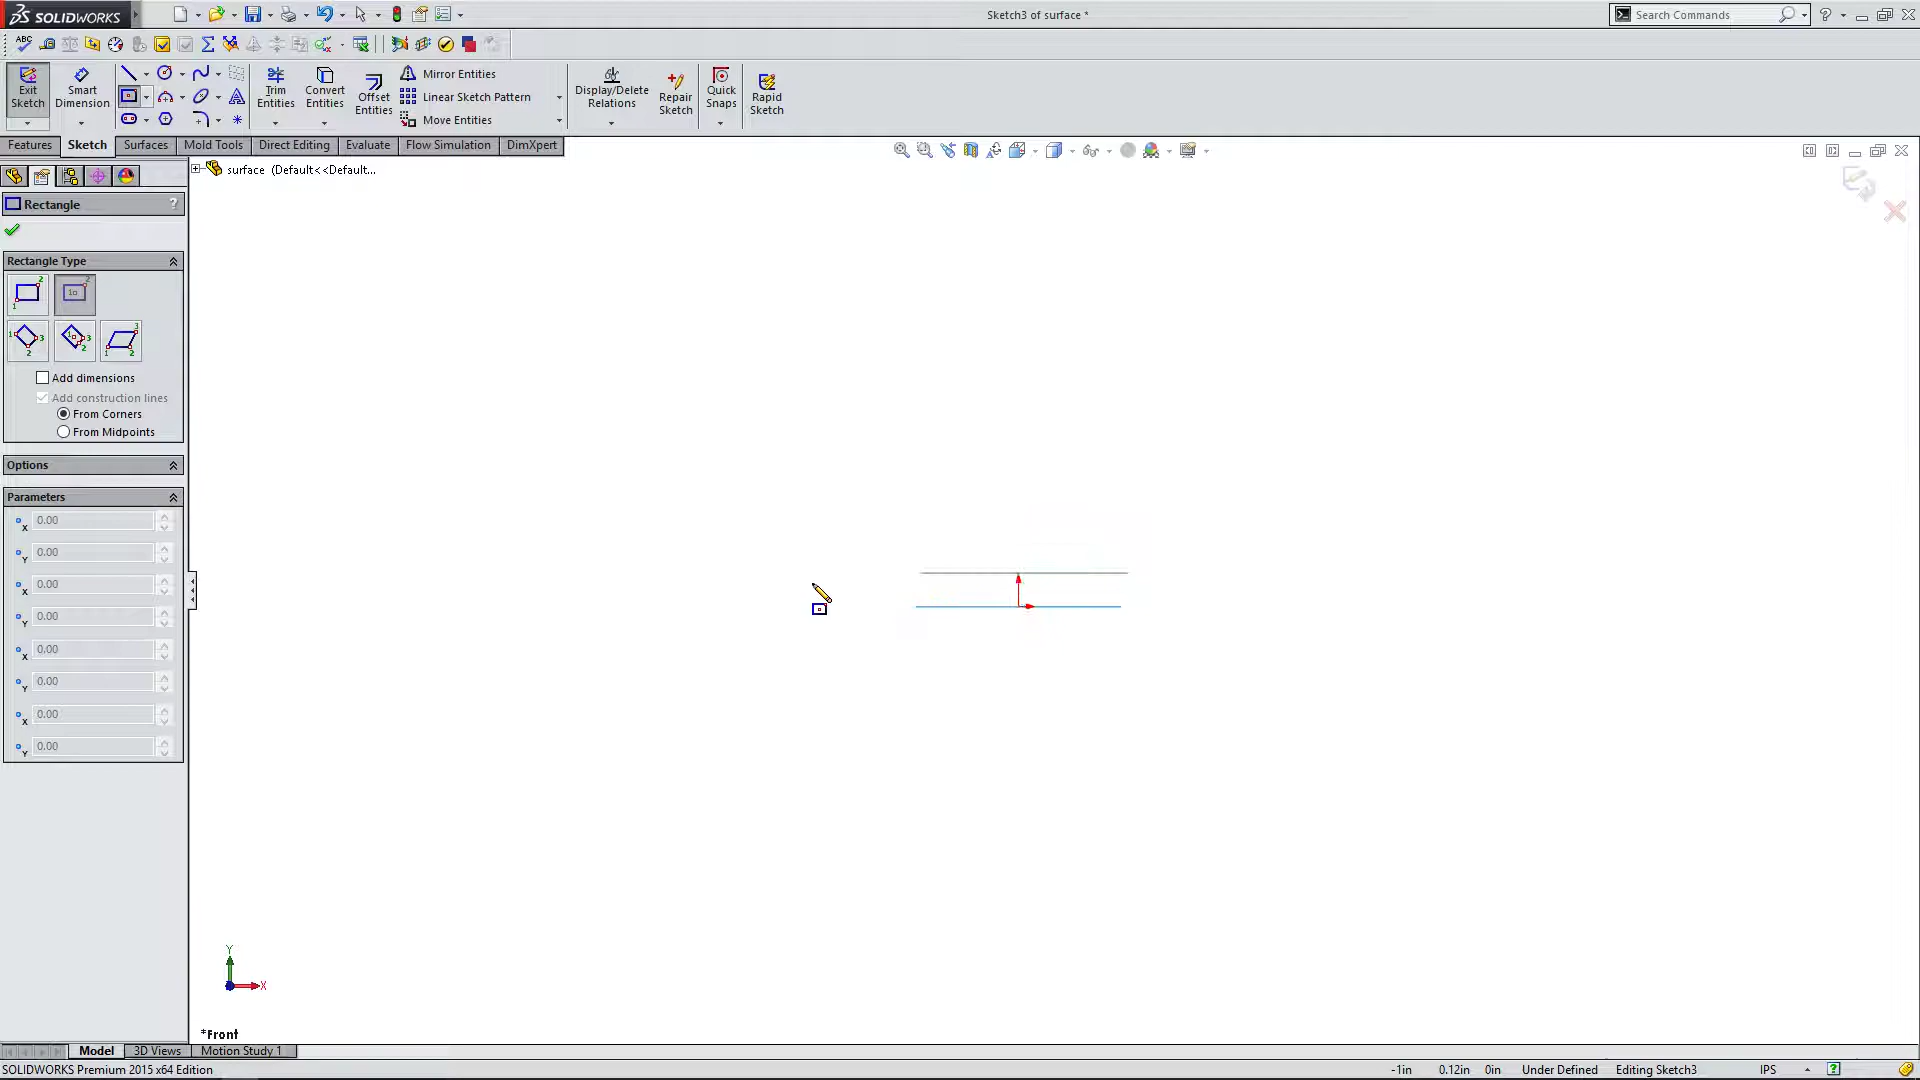 SOLIDWORKS
Sketch3 of surface *
Search Commands
ABC
Exit Sketch
Smart Dimension
Trim Entities
Convert Entities
Offset Entities
Mirror Entities
Linear Sketch Pattern
Move Entities
Display/Delete Relations
Repair Sketch
Quick Snaps
Rapid Sketch
Features
Sketch
Surfaces
Mold Tools
Direct Editing
Evaluate
Flow Simulation
DimXpert
surface (Default<<Default...
Rectangle
?
Rectangle Type
Add dimensions
Add construction lines
From Corners
From Midpoints
Options
Parameters
X 0.00
Y 0.00
X 0.00
Y 0.00
X 0.00
Y 0.00
X 0.00
Y 0.00
Y
X
*Front
Model
3D Views
Motion Study 1
SOLIDWORKS Premium 2015 x64 Edition
-1in
0.12in
0in
Under Defined
Editing Sketch3
IPS
?